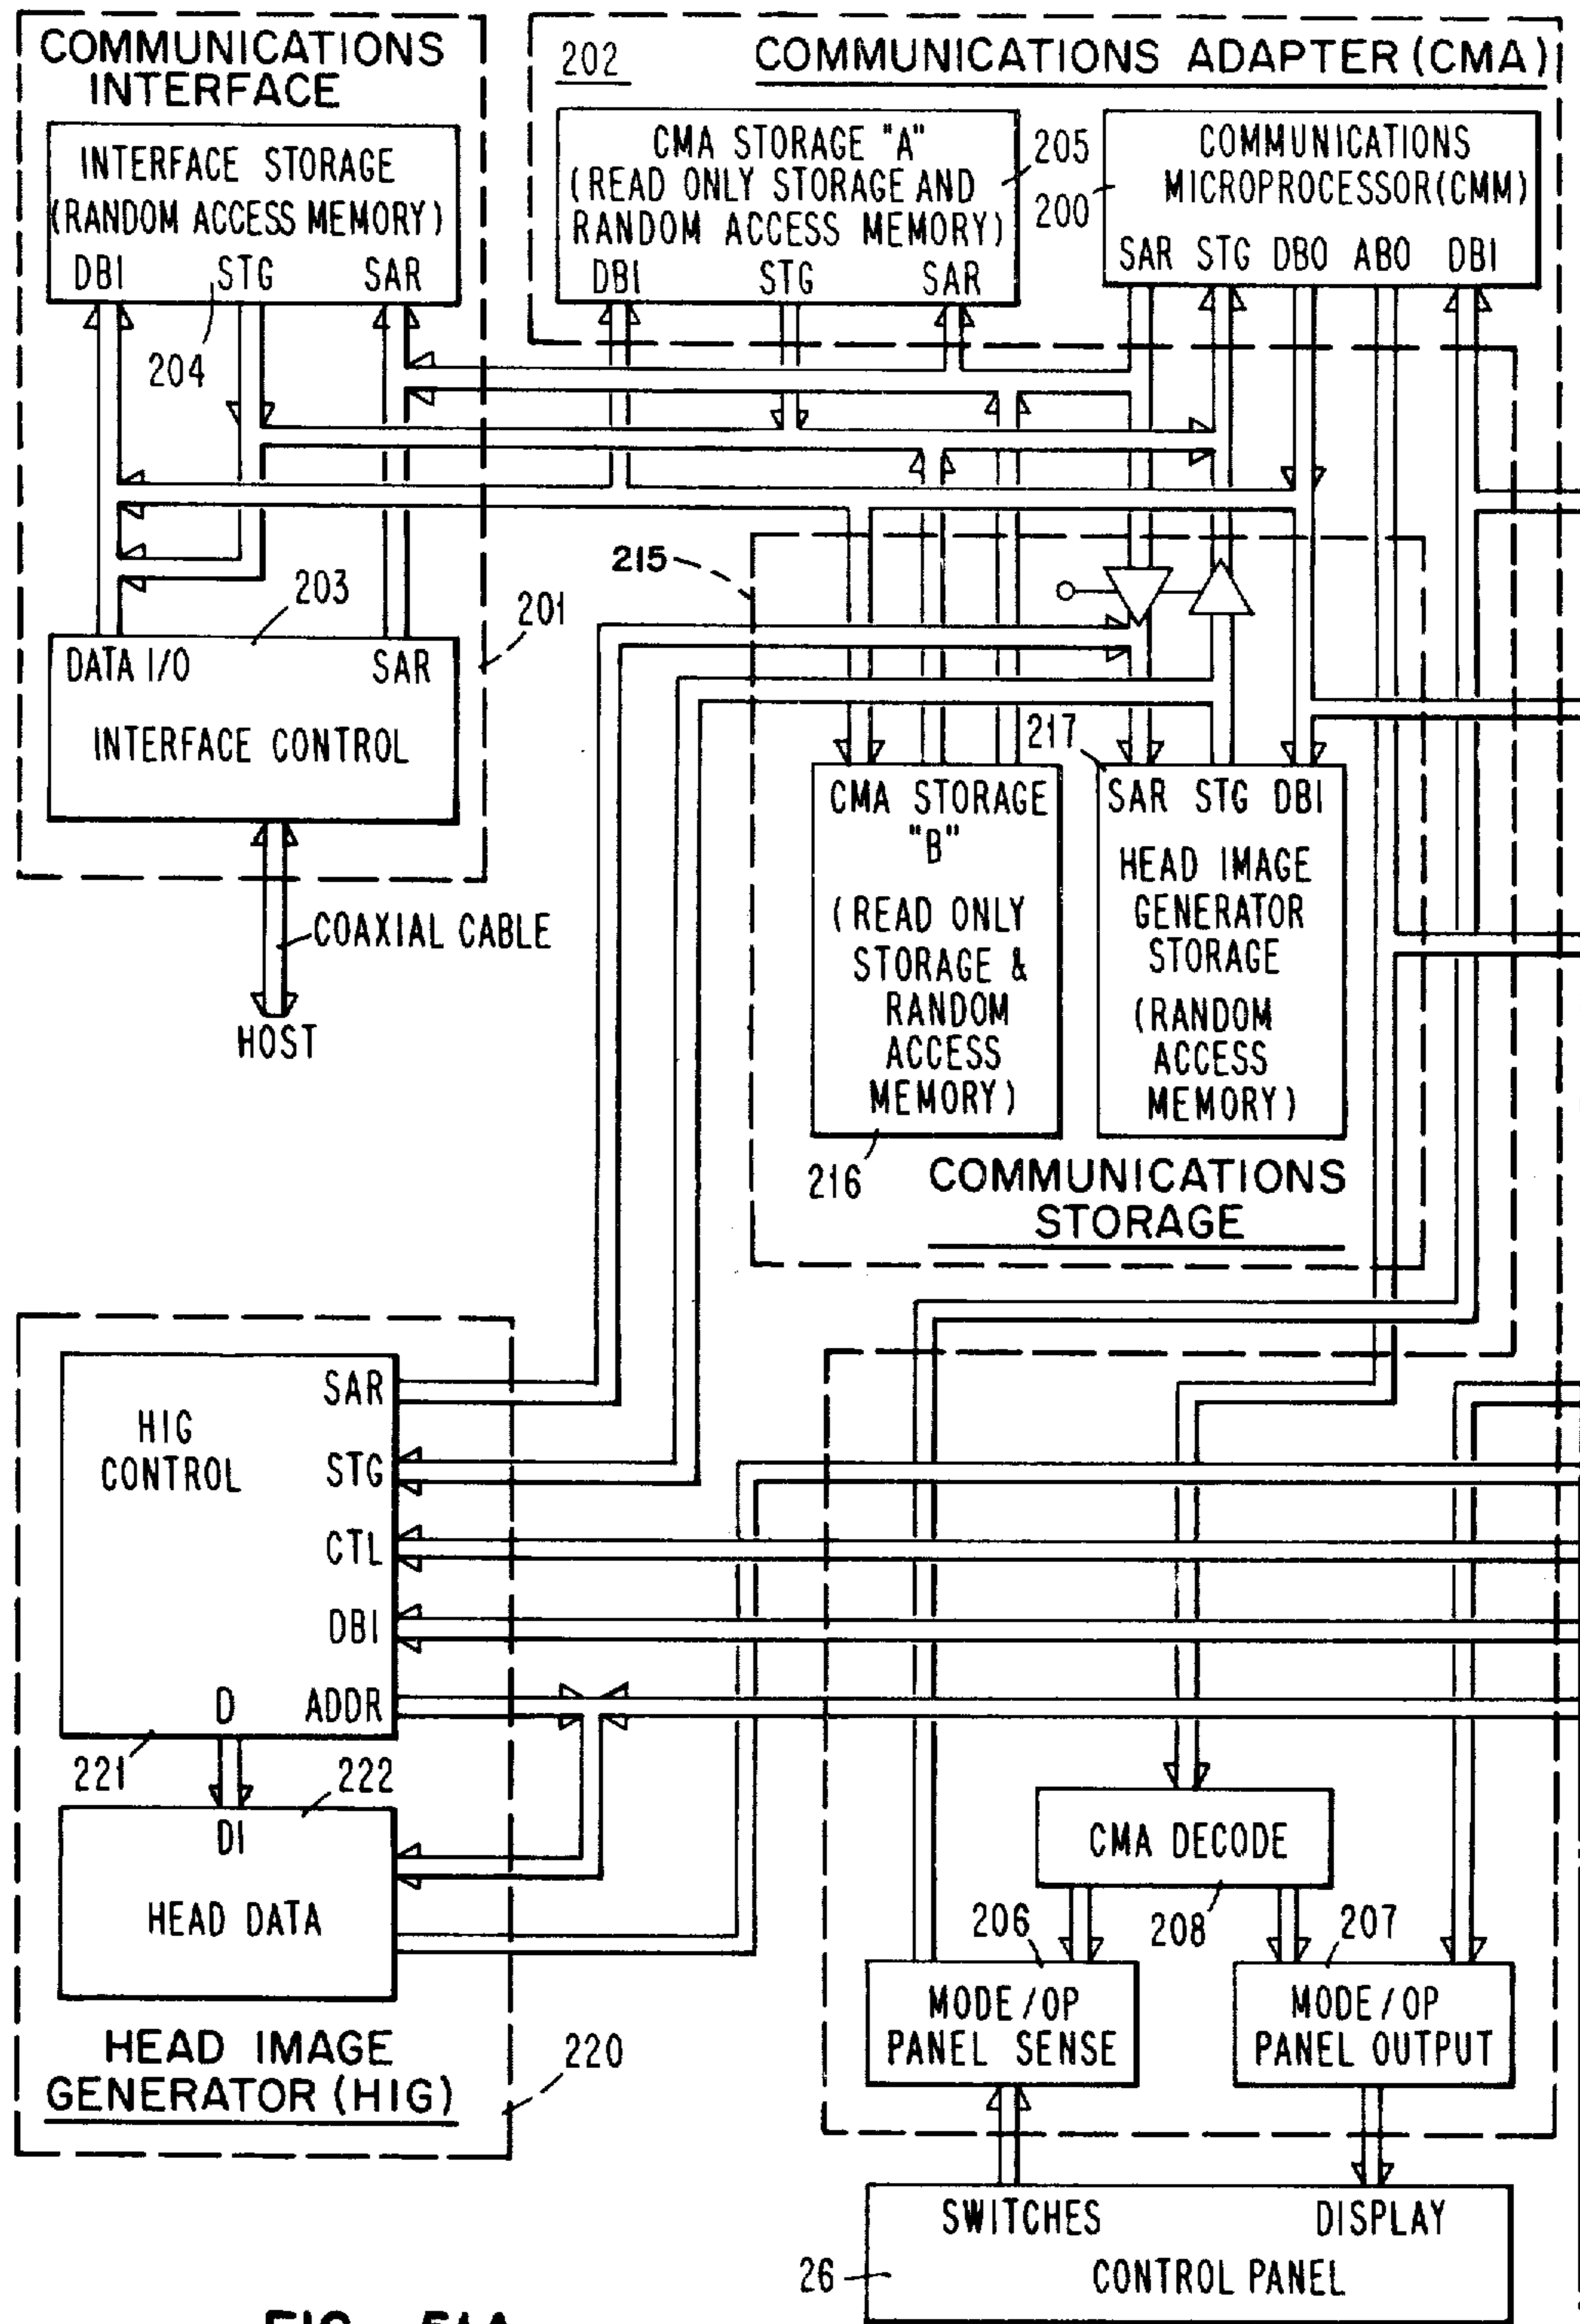 COMMUNICATIONS
INTERFACE
INTERFACE STORAGE
(RANDOM ACCESS MEMORY)
DBI STG SAR
204
203
201
DATA I/O SAR
INTERFACE CONTROL
COAXIAL CABLE
HOST
202
COMMUNICATIONS ADAPTER (CMA)
CMA STORAGE "A"
(READ ONLY STORAGE AND
RANDOM ACCESS MEMORY)
DBI STG SAR
205
200
COMMUNICATIONS
MICROPROCESSOR(CMM)
SAR STG DBO ABO DBI
215
217
CMA STORAGE
"B"
(READ ONLY
STORAGE &
RANDOM
ACCESS
MEMORY)
216
SAR STG DBI
HEAD IMAGE
GENERATOR
STORAGE
(RANDOM
ACCESS
MEMORY)
COMMUNICATIONS
STORAGE
HIG
CONTROL
SAR
STG
CTL
DBI
ADDR
D
221
222
DI
HEAD DATA
HEAD IMAGE
GENERATOR (HIG)
220
CMA DECODE
206
208
207
MODE/OP
PANEL SENSE
MODE/OP
PANEL OUTPUT
SWITCHES DISPLAY
26
CONTROL PANEL
FIG. 51A